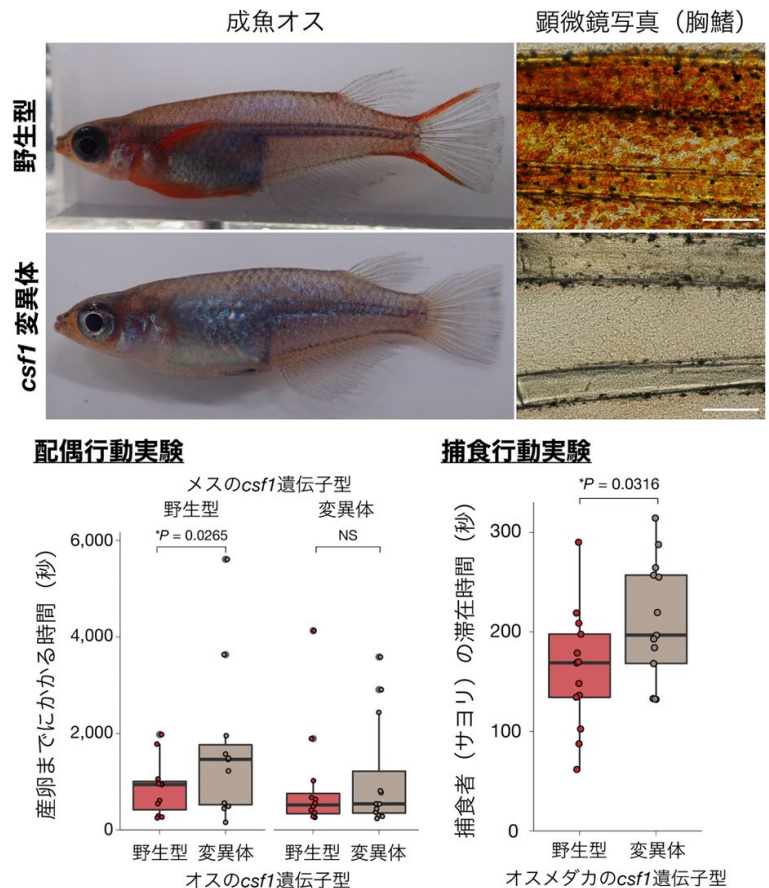 成魚オス
顕微鏡写真（胸鰭）
野生型
csf1 変異体
配偶行動実験
メスのcsf1遺伝子型
野生型
変異体
*P = 0.0265
NS
産卵までにかかる時間（秒）
6,000
4,000
2,000
0
野生型
変異体
野生型
変異体
オスのcsf1遺伝子型
捕食行動実験
*P = 0.0316
捕食者（サヨリ）の滞在時間（秒）
300
200
100
0
野生型
変異体
オスメダカのcsf1遺伝子型